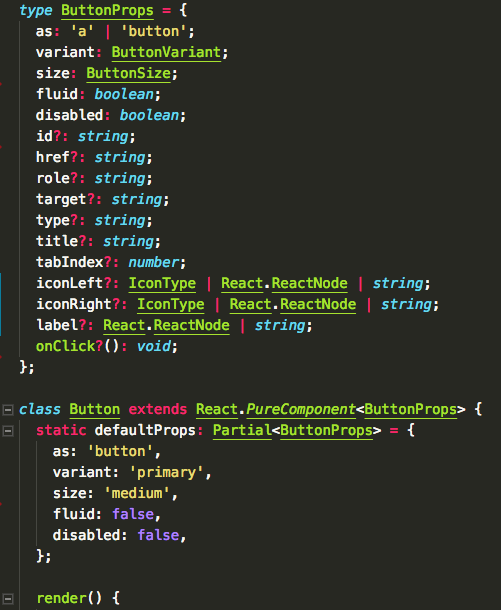 type ButtonProps = {
as: 'a' | 'button';
variant: ButtonVariant;
size: ButtonSize;
fluid: boolean;
disabled: boolean;
id?: string;
href?: string;
role?: string;
target?: string;
type?: string;
title?: string;
tabIndex?: number;
iconLeft?: IconType | React.ReactNode | string;
iconRight?: IconType | React.ReactNode | string;
label?: React.ReactNode | string;
onClick?(): void;
};
class Button extends React.PureComponent<ButtonProps> {
static defaultProps: Partial<ButtonProps> = {
as: 'button',
variant: 'primary',
size: 'medium',
fluid: false,
disabled: false,
};
render() {